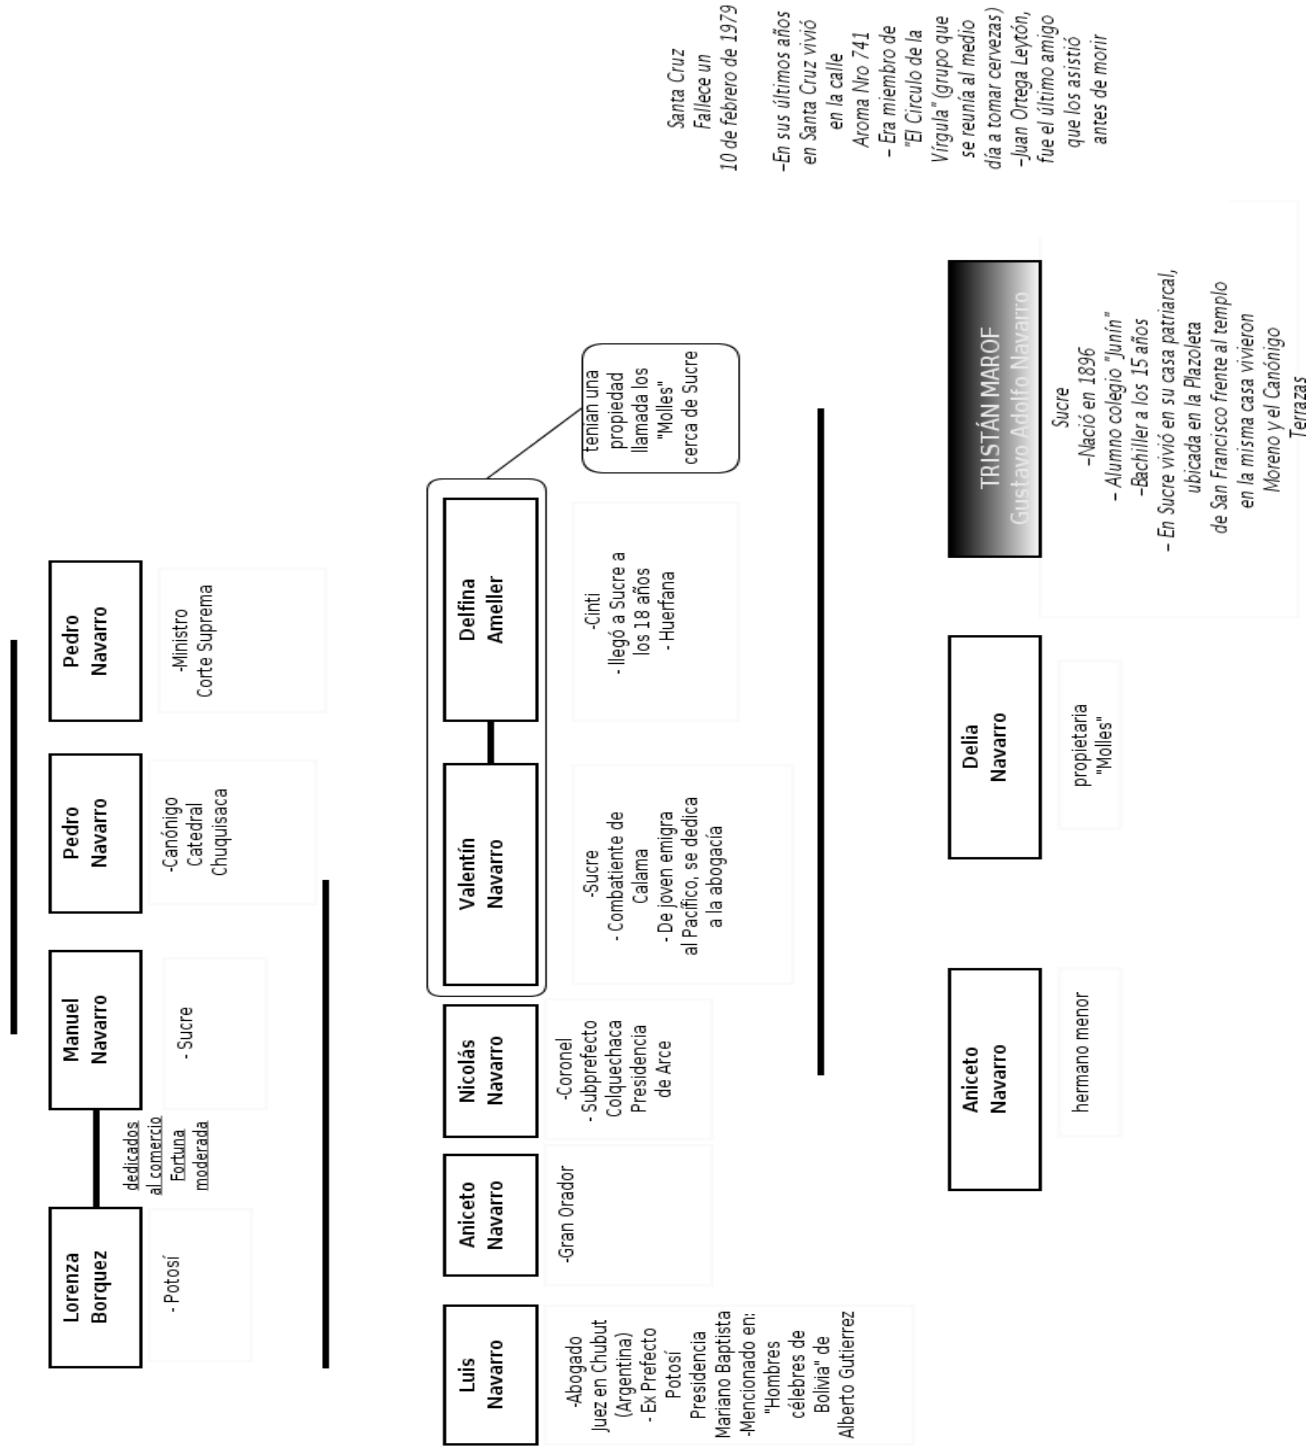 Lorenza
Borquez
- Potosí
dedicados
al comercio
Fortuna
moderada
Manuel
Navarro
- Sucre
Pedro
Navarro
-Canónigo
Catedral
Chuquisaca
Pedro
Navarro
-Ministro
Corte Suprema
Luis
Navarro
-Abogado
Juez en Chubut
(Argentina)
- Ex Prefecto
Potosí
Presidencia
Mariano Baptista
-Mencionado en:
"Hombres
célebres de
Bolivia" de
Alberto Gutierrez
Aniceto
Navarro
-Gran Orador
Nicolás
Navarro
-Coronel
- Subprefecto
Colquechaca
Presidencia
de Arce
Valentín
Navarro
-Sucre
- Combatiente de
Calama
- De joven emigra
al Pacífico, se dedica
a la abogacía
Delfina
Ameller
-Cinti
- llegó a Sucre a
los 18 años
- Huerfana
tenían una
propiedad
llamada los
"Molles"
cerca de Sucre
Aniceto
Navarro
hermano menor
Delia
Navarro
propietaria
"Molles"
TRISTÁN MAROF
Gustavo Adolfo Navarro
Sucre
–Nació en 1896
– Alumno colegio "Junín"
–Bachiller a los 15 años
– En Sucre vivió en su casa patriarcal,
ubicada en la Plazoleta
de San Francisco frente al templo
en la misma casa vivieron
Moreno y el Canónigo
Terrazas
Santa Cruz
Fallece un
10 de febrero de 1979
–En sus últimos años
en Santa Cruz vivió
en la calle
Aroma Nro 741
– Era miembro de
"El Circulo de la
Vírgula" (grupo que
se reunía al medio
día a tomar cervezas)
–Juan Ortega Leytón,
fue el último amigo
que los asistió
antes de morir